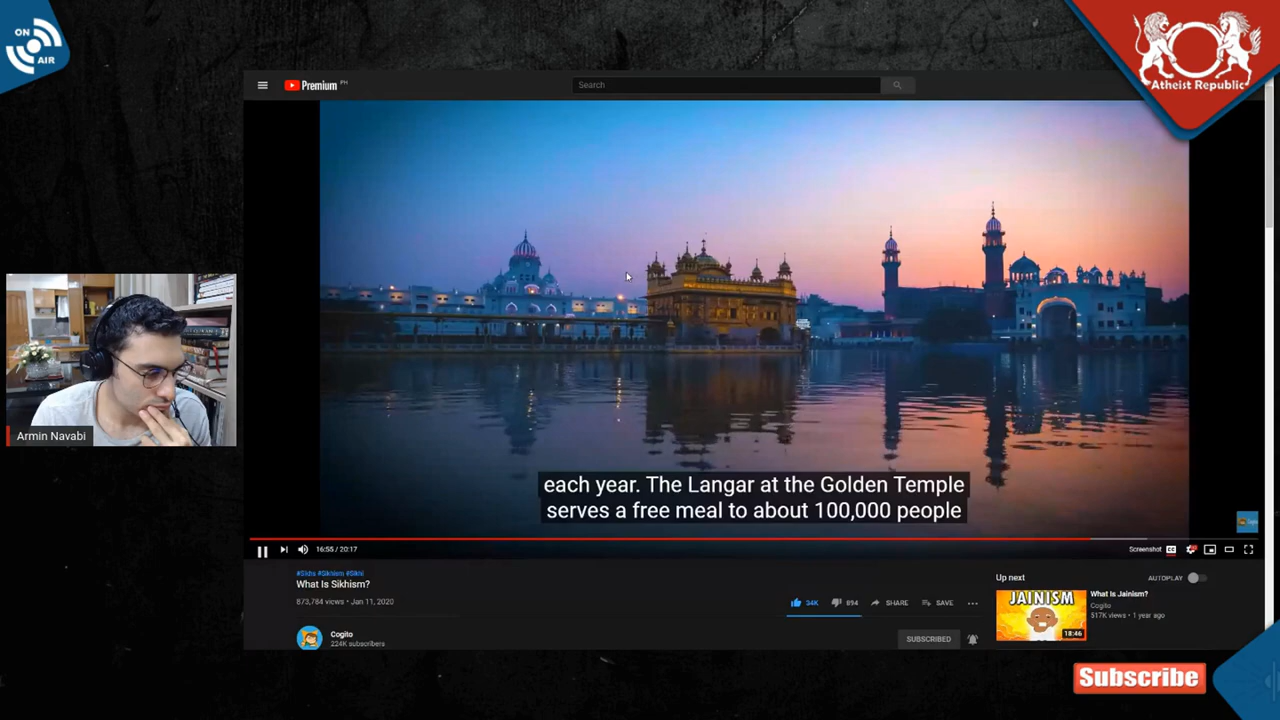 ON
AIR
Atheist Republic
Premium PH
Search
Armin Navabi
each year. The Langar at the Golden Temple
serves a free meal to about 100,000 people
16:55 / 20:17
Screenshot
CC
#Sikhs #Sikhism #Sikhi
What Is Sikhism?
873,784 views • Jan 11, 2020
34K
894
SHARE
SAVE
Cogito
224K subscribers
SUBSCRIBED
Up next
AUTOPLAY
JAINISM
18:46
What Is Jainism?
Cogito
517K views • 1 year ago
Subscribe